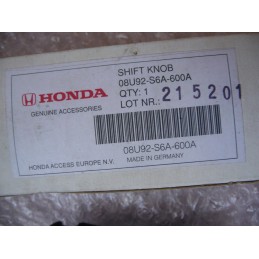 HONDA
GENUINE ACCESSORIES
SHIFT KNOB
08U92-S6A-600A
QTY: 1
LOT NR.: 215201
08U92-S6A-600A
HONDA ACCESS EUROPE N.V.
MADE IN GERMANY